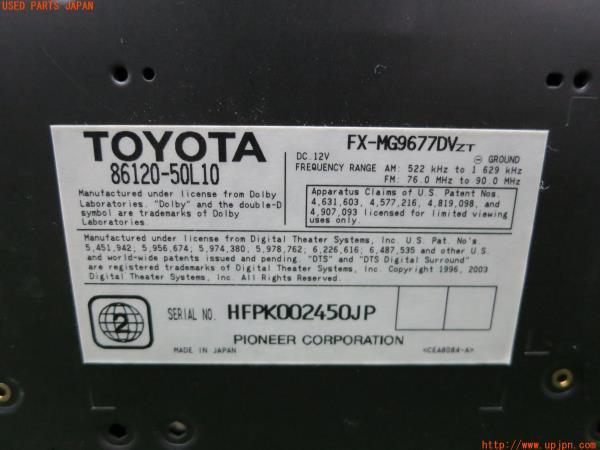 USED PARTS JAPAN
TOYOTA
86120-50L10
FX-MG9677DVZT
DC.12V ⊖ GROUND
FREQUENCY RANGE AM: 522 kHz to 1 629 kHz
FM: 76.0 MHz to 90.0 MHz
Manufactured under license from Dolby
Laboratories. "Dolby" and the double-D
symbol are trademarks of Dolby
Laboratories.
Apparatus Claims of U.S. Patent Nos.
4,631,603, 4,577,216, 4,819,098, and
4,907,093 licensed for limited viewing
uses only.
Manufactured under license from Digital Theater Systems, Inc. U.S. Pat. No's.
5,451,942, 5,956,674, 5,974,380, 5,978,762, 6,226,616, 6,487,535 and other U.S.
and world-wide patents issued and pending. "DTS" and "DTS Digital Surround"
are registered trademarks of Digital Theater Systems, Inc. Copyright 1996, 2003
Digital Theater Systems, Inc. All Rights Reserved.
2
SERIAL NO. HFPK002450JP
PIONEER CORPORATION
MADE IN JAPAN
<CEA8084-A>
http://www.upjpn.com/